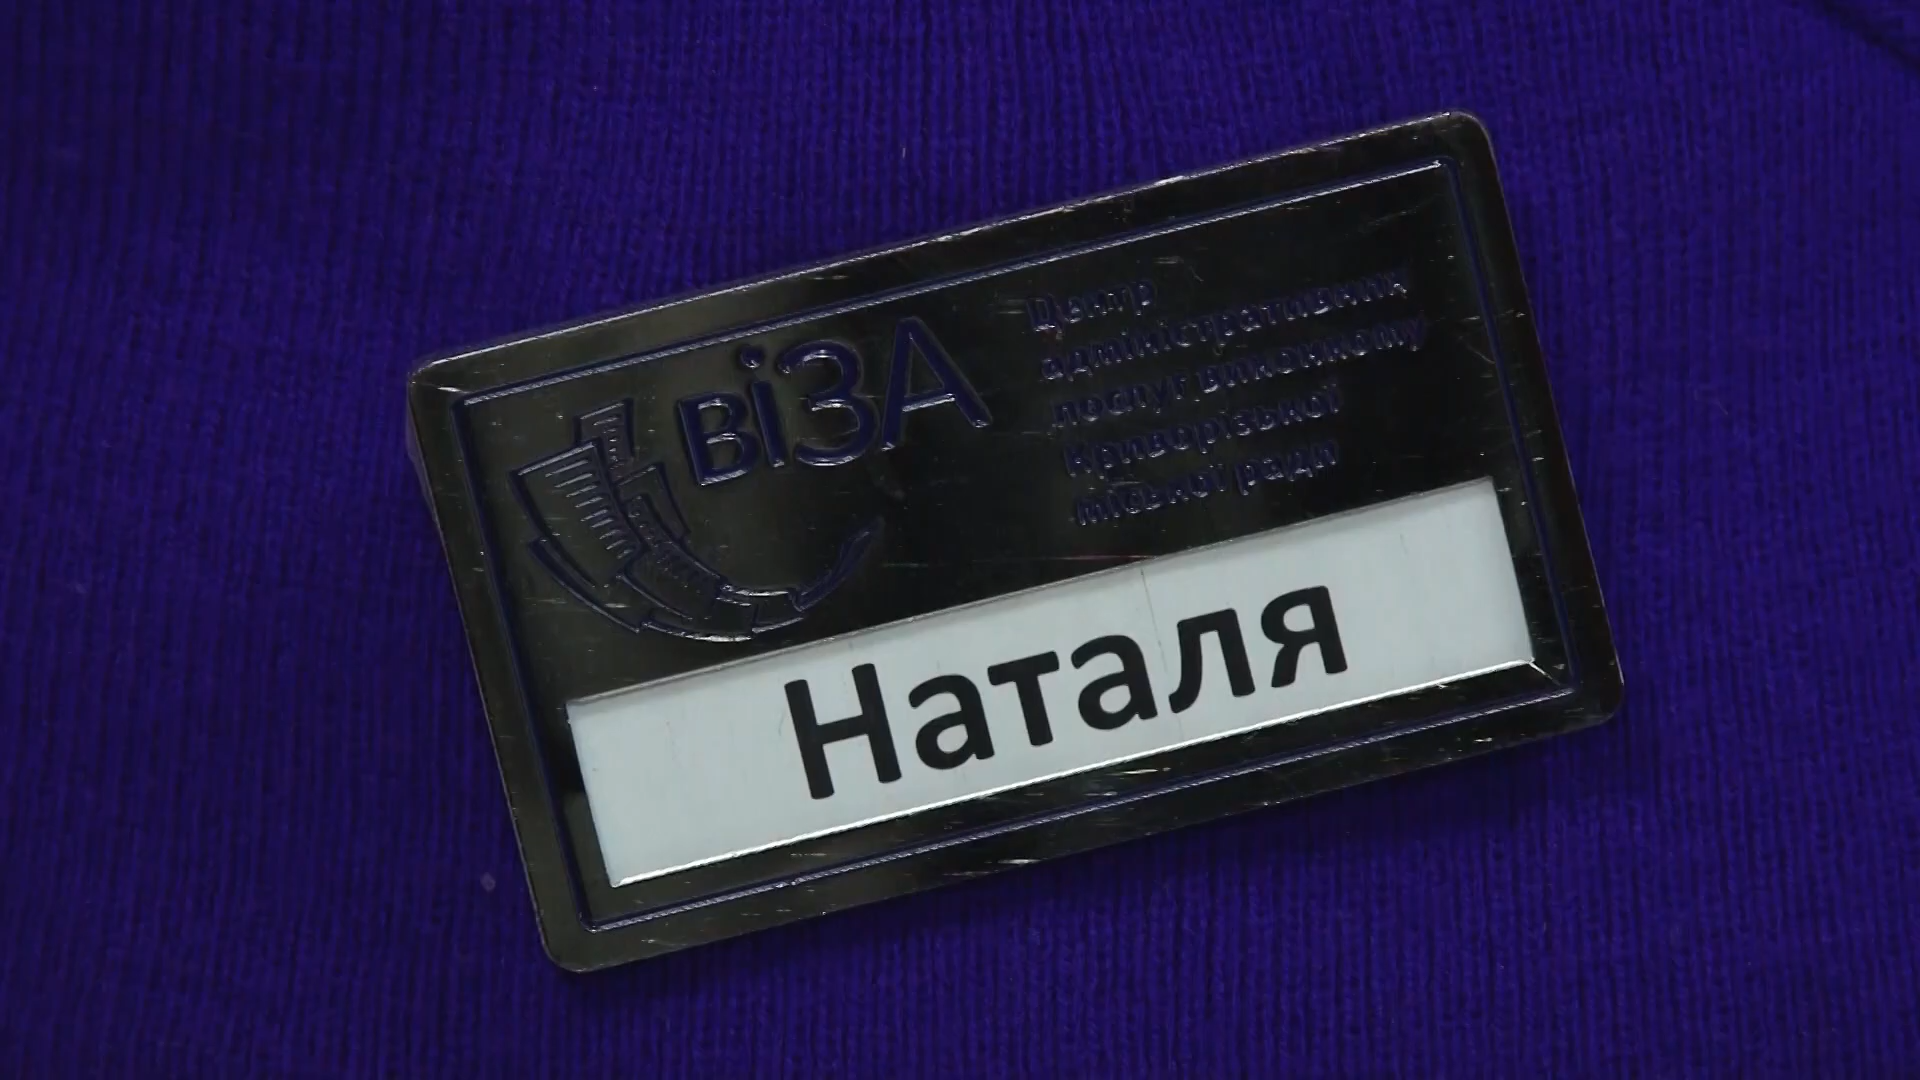 ВіЗА
Центр
адміністративних
послуг виконкому
Криворізької
міської ради
Наталя